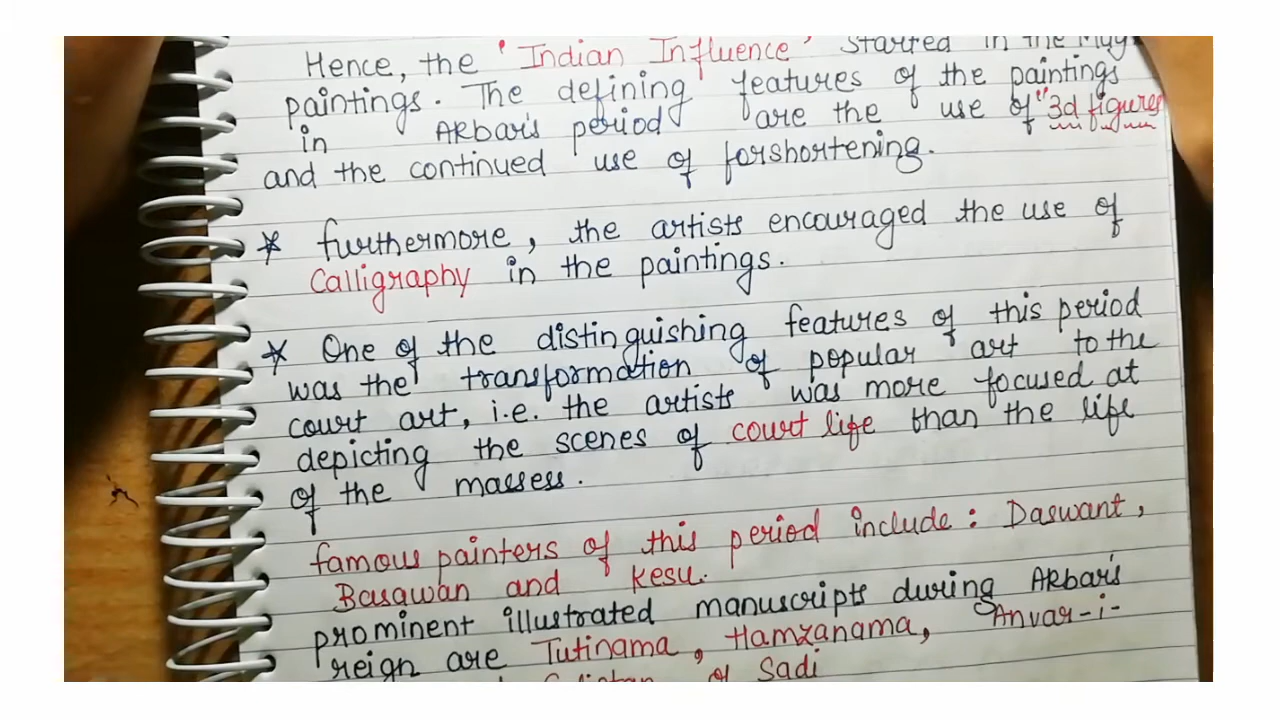 Hence, the 'Indian Influence' started in the
paintings. The defining features of the paintings
in Akbar's period are the use of "3d figures
and the continued use of forshortening.
* furthermore, the artists encouraged the use of
Calligraphy in the paintings.
* One of the distinguishing features of this period
was the transformation of popular art to the
court art, i.e. the artists was more focused at
depicting the scenes of court life than the life
of the massess.
famous painters of this period include: Daswant,
Basawan and Kesu.
prominent illustrated manuscripts during Akbar's
reign are Tutinama, Hamzanama, Anvar-i-
of Sadi